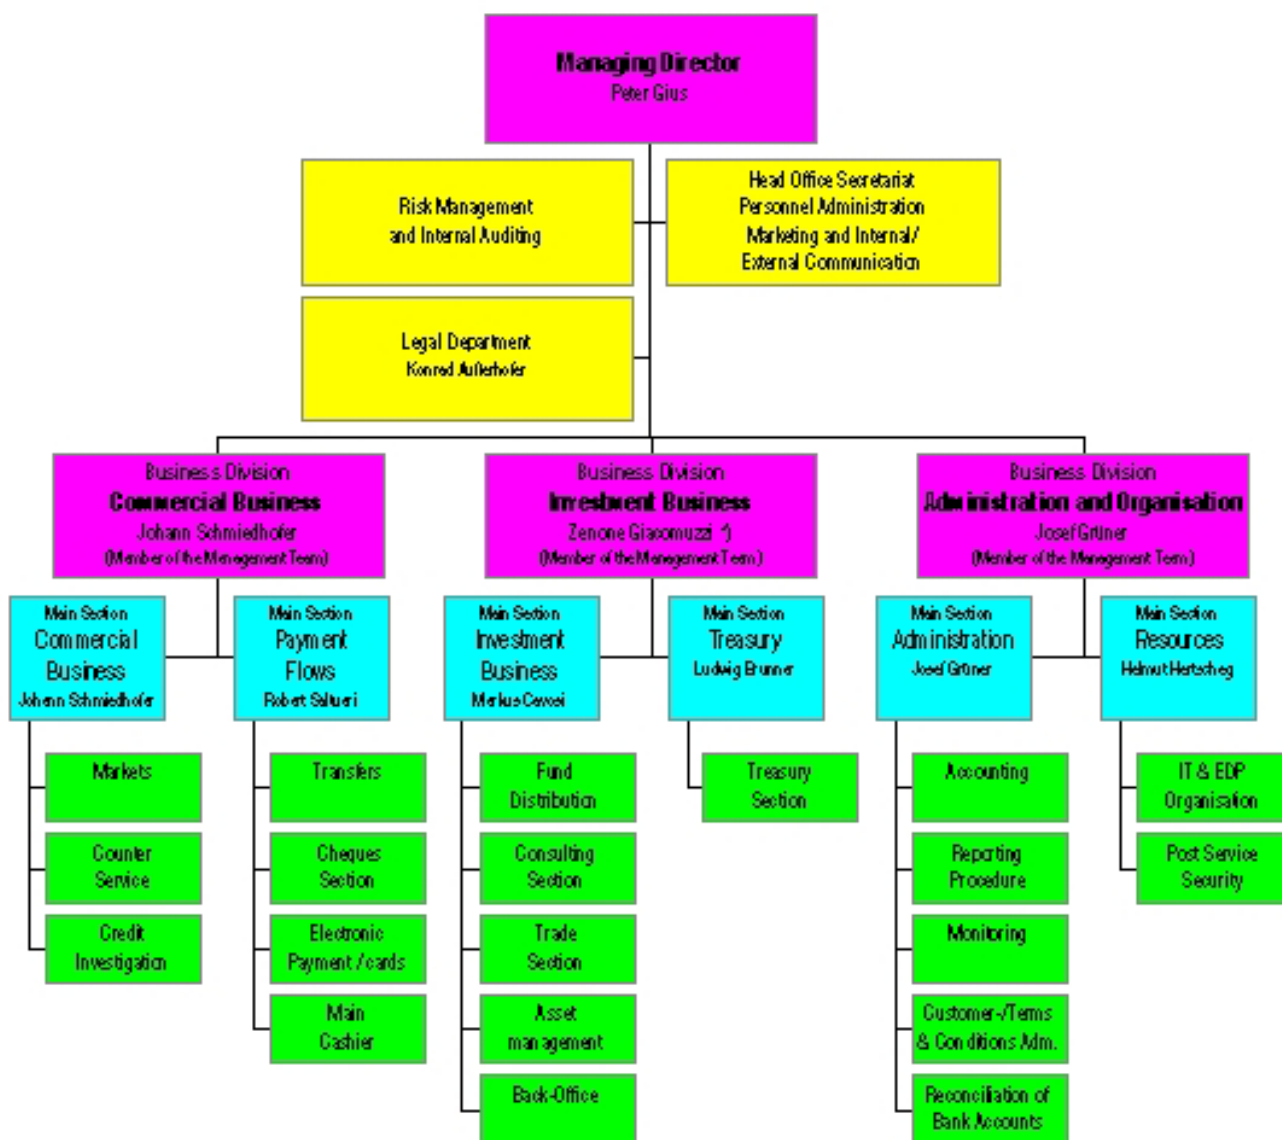 Managing Director
Peter Gius
Risk Management
and Internal Auditing
Head Office Secretariat
Personnel Administration
Marketing and Internal/
External Communication
Legal Department
Konrad Aufderhofer
Business Division
Commercial Business
Johann Schmiedhofer
(Member of the Management Team)
Business Division
Investment Business
Zenone Giacomuzzi *)
(Member of the Management Team)
Business Division
Administration and Organisation
Josef Grüner
(Member of the Management Team)
Main Section
Commercial
Business
Johann Schmiedhofer
Main Section
Payment
Flows
Robert
Main Section
Investment
Business
Markus
Main Section
Treasury
Ludwig Brunner
Main Section
Administration
Josef Grüner
Main Section
Resources
Helmut
Markets
Counter
Service
Credit
Investigation
Transfers
Cheques
Section
Electronic
Payment / cards
Main
Cashier
Fund
Distribution
Consulting
Section
Trade
Section
Asset
management
Back-Office
Treasury
Section
Accounting
Reporting
Procedure
Monitoring
Customer-/Terms
& Conditions Adm.
Reconciliation of
Bank Accounts
IT & EDP
Organisation
Post Service
Security